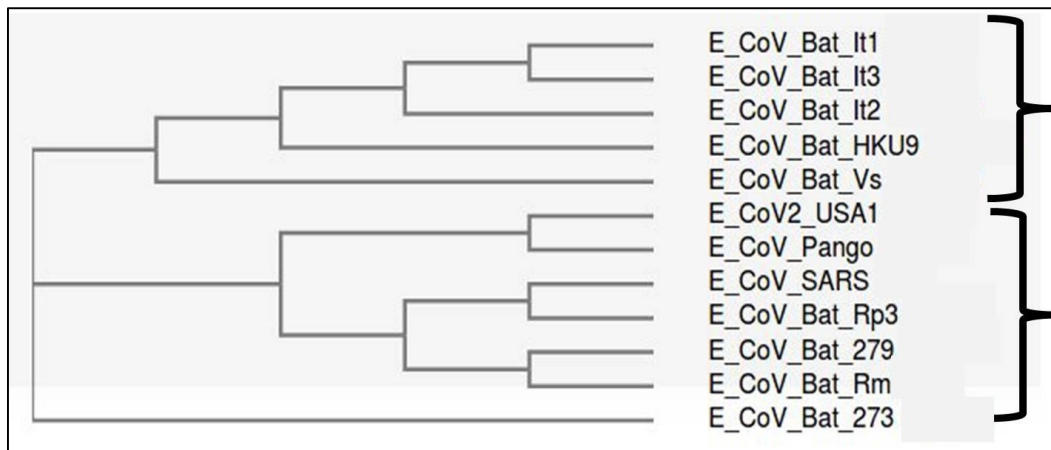 E_CoV_Bat_It1
E_CoV_Bat_It3
E_CoV_Bat_It2
E_CoV_Bat_HKU9
E_CoV_Bat_Vs
E_CoV2_USA1
E_CoV_Pango
E_CoV_SARS
E_CoV_Bat_Rp3
E_CoV_Bat_279
E_CoV_Bat_Rm
E_CoV_Bat_273